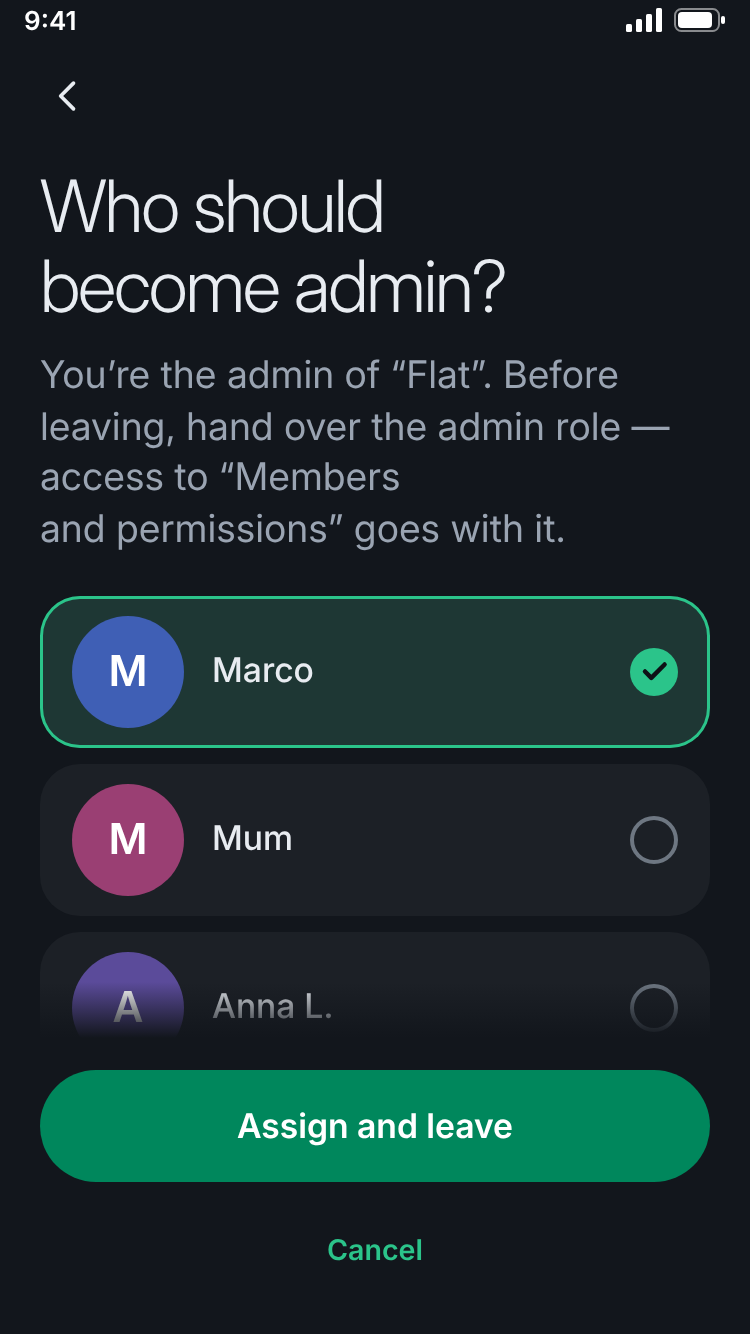 9:41
Who should
become admin?
You’re the admin of “Flat”. Before
leaving, hand over the admin role —
access to “Members
and permissions” goes with it.
M Marco
M Mum
A Anna L.
Assign and leave
Cancel